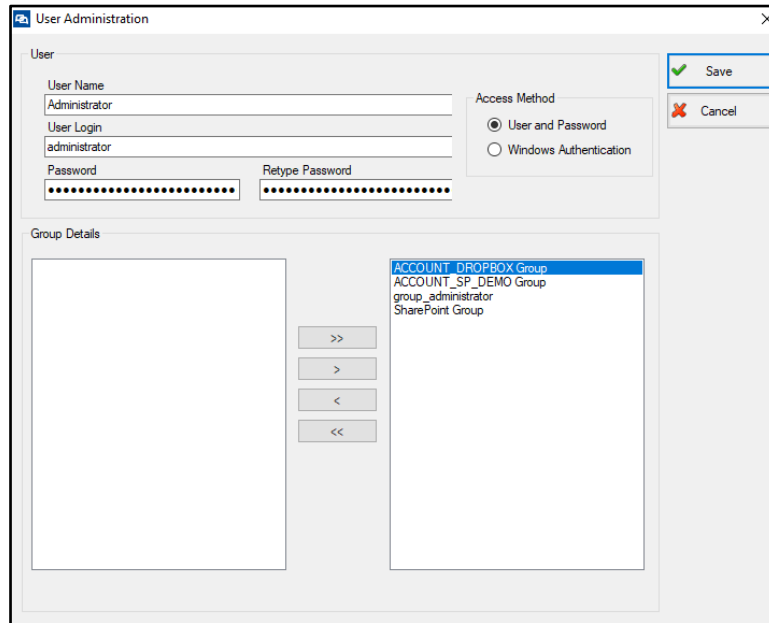 User Administration
User
User Name
Administrator
User Login
administrator
Password Retype Password
●●●●●●●●●●●●●●●●●●●●●●●●● ●●●●●●●●●●●●●●●●●●●●●●●●●
Access Method
User and Password
Windows Authentication
Save
Cancel
Group Details
ACCOUNT_DROPBOX Group
ACCOUNT_SP_DEMO Group
group_administrator
SharePoint Group
>>
>
<
<<